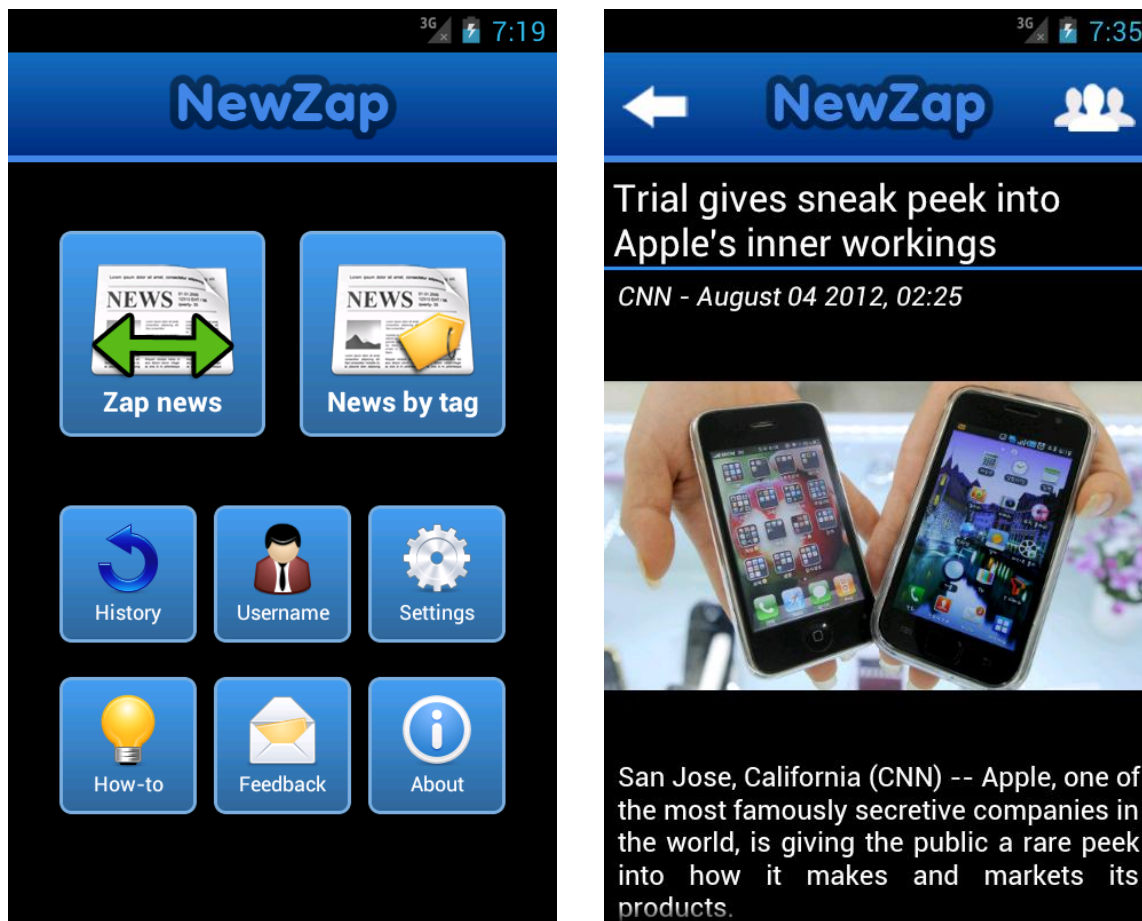 3G 7:19
NewZap
NEWS
NEWS
Zap news
News by tag
History
Username
Settings
How-to
Feedback
About
3G 7:35
NewZap
Trial gives sneak peek into
Apple's inner workings
CNN - August 04 2012, 02:25
San Jose, California (CNN) -- Apple, one of
the most famously secretive companies in
the world, is giving the public a rare peek
into how it makes and markets its
products.